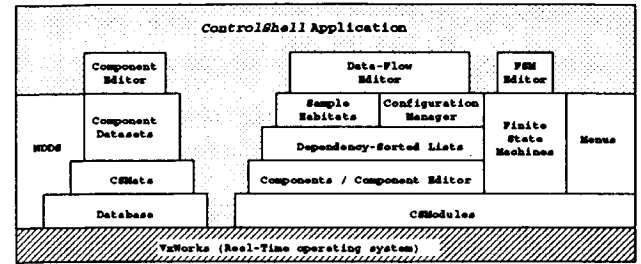 ControlShell Application
Component
Editor
Data-Flow
Editor
FSM
Editor
NDDS
Component
Datasets
Sample
Habitats
Configuration
Manager
Finite
State
Machines
Menus
Dependency-Sorted Lists
CSMats
Components / Component Editor
Database
CSModules
VxWorks (Real-Time operating system)